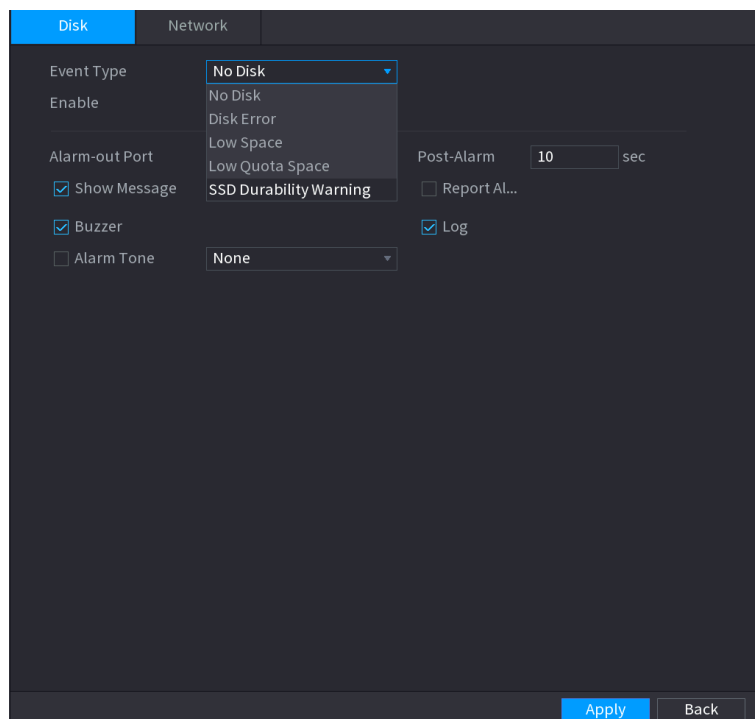 Disk Network
Event Type No Disk
No Disk
Enable
Disk Error
Low Space
Alarm-out Port Post-Alarm 10 sec
Low Quota Space
Show Message SSD Durability Warning Report Al...
Buzzer Log
Alarm Tone None
Apply Back